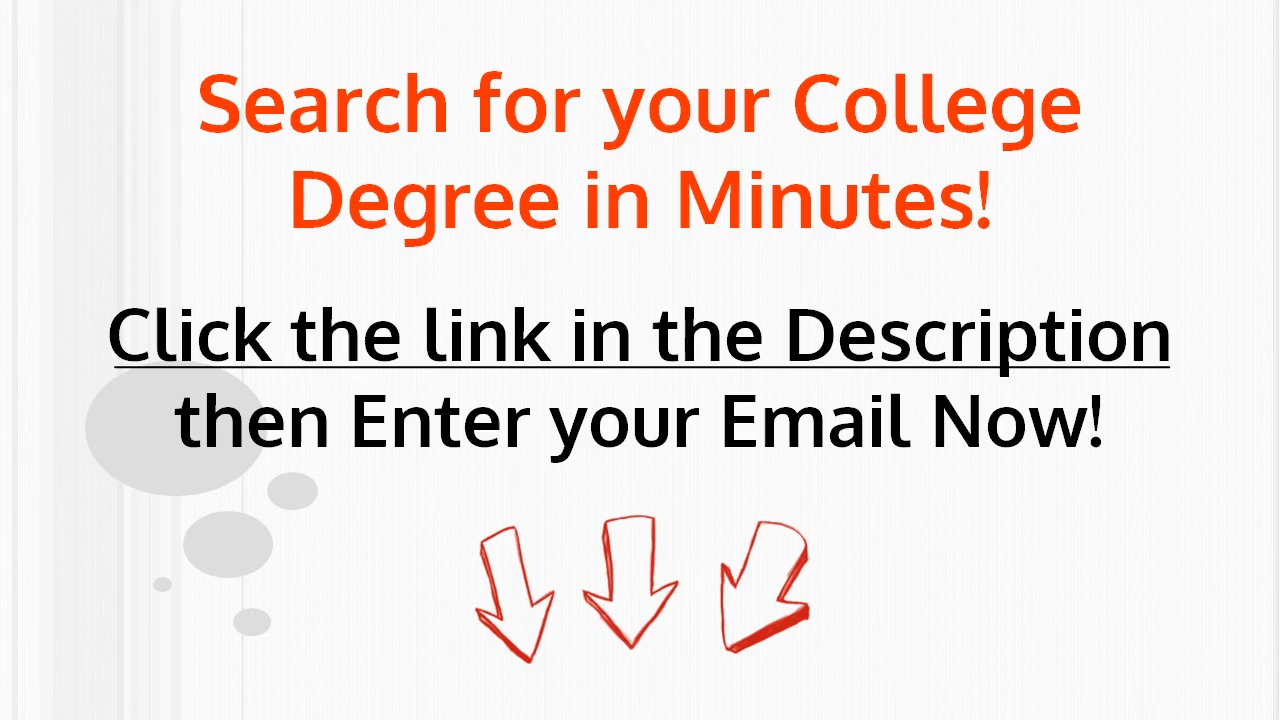 Search for your College
Degree in Minutes!
Click the link in the Description
then Enter your Email Now!